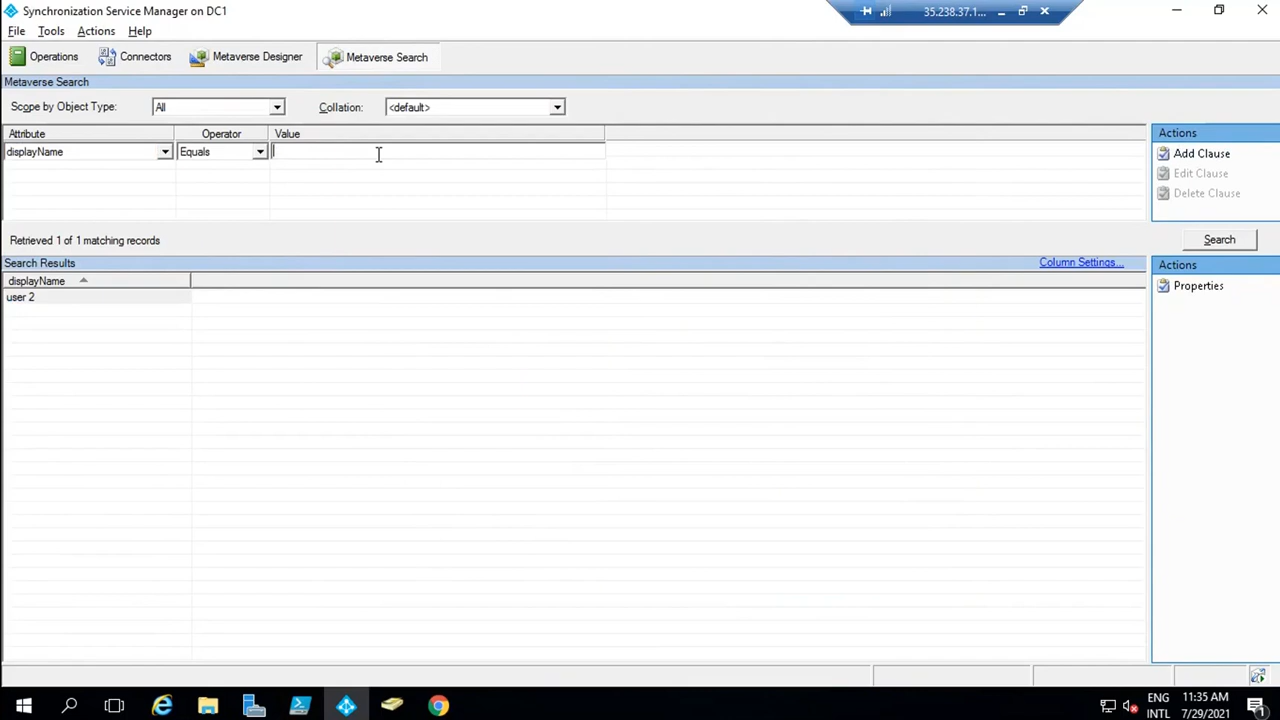 Synchronization Service Manager on DC1
35.238.37.1...
File Tools Actions Help
Operations Connectors Metaverse Designer Metaverse Search
Metaverse Search
Scope by Object Type: All Collation: <default>
Attribute Operator Value
Actions
displayName Equals
Add Clause
Edit Clause
Delete Clause
Retrieved 1 of 1 matching records
Search
Search Results
Column Settings...
Actions
displayName
Properties
user 2
ENG
INTL
11:35 AM
7/29/2021
1